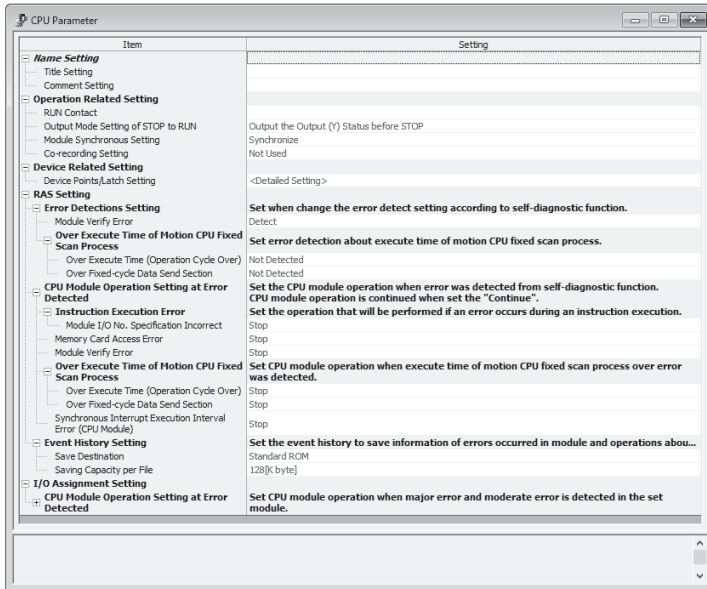 CPU Parameter
Item Setting
Name Setting
Title Setting
Comment Setting
Operation Related Setting
RUN Contact
Output Mode Setting of STOP to RUN Output the Output (Y) Status before STOP
Module Synchronous Setting Synchronize
Co-recording Setting Not Used
Device Related Setting
Device Points/Latch Setting <Detailed Setting>
RAS Setting
Error Detections Setting Set when change the error detect setting according to self-diagnostic function.
Module Verify Error Detect
Over Execute Time of Motion CPU Fixed
Scan Process
Set error detection about execute time of motion CPU fixed scan process.
Over Execute Time (Operation Cycle Over) Not Detected
Over Fixed-cycle Data Send Section Not Detected
CPU Module Operation Setting at Error
Detected
Set the CPU module operation when error was detected from self-diagnostic function.
CPU module operation is continued when set the "Continue".
Instruction Execution Error Set the operation that will be performed if an error occurs during an instruction execution.
Module I/O No. Specification Incorrect Stop
Memory Card Access Error Stop
Module Verify Error Stop
Over Execute Time of Motion CPU Fixed
Scan Process
Set CPU module operation when execute time of motion CPU fixed scan process over error
was detected.
Over Execute Time (Operation Cycle Over) Stop
Over Fixed-cycle Data Send Section Stop
Synchronous Interrupt Execution Interval
Error (CPU Module)
Stop
Event History Setting Set the event history to save information of errors occurred in module and operations abou...
Save Destination Standard ROM
Saving Capacity per File 128[K byte]
I/O Assignment Setting
CPU Module Operation Setting at Error
Detected
Set CPU module operation when major error and moderate error is detected in the set
module.